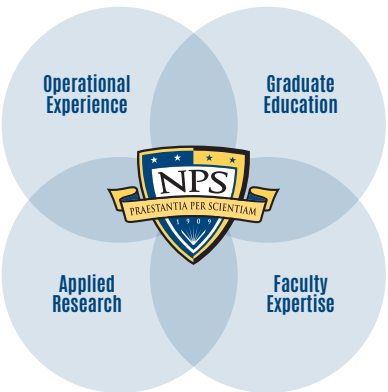 Operational
Experience
Graduate
Education
NPS
PRAESTANTIA PER SCIENTIAM
1909
Applied
Research
Faculty
Expertise